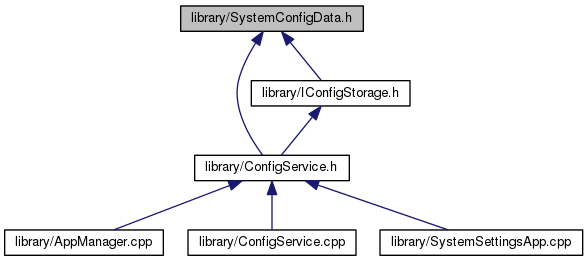 library/SystemConfigData.h
library/IConfigStorage.h
library/ConfigService.h
library/AppManager.cpp
library/ConfigService.cpp
library/SystemSettingsApp.cpp